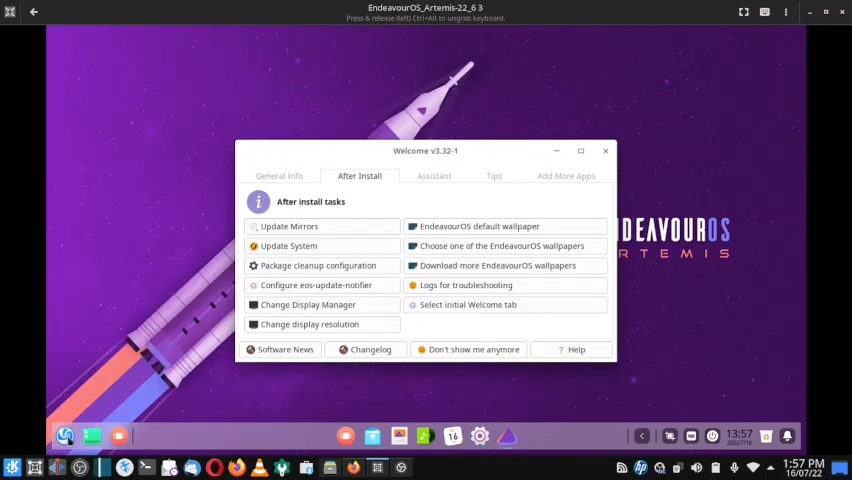 EndeavourOS_Artemis-22_6 3
Press & release (left) Ctrl+Alt to ungrab keyboard.
Welcome v3.32-1
General Info
After Install
Assistant
Tips
Add More Apps
After install tasks
Update Mirrors
EndeavourOS default wallpaper
Update System
Choose one of the EndeavourOS wallpapers
Package cleanup configuration
Download more EndeavourOS wallpapers
Configure eos-update-notifier
Logs for troubleshooting
Change Display Manager
Select initial Welcome tab
Change display resolution
Software News
Changelog
Don't show me anymore
? Help
NDEAVOUROS
ARTEMIS
16
13:57
2022/7/16
1:57 PM
16/07/22